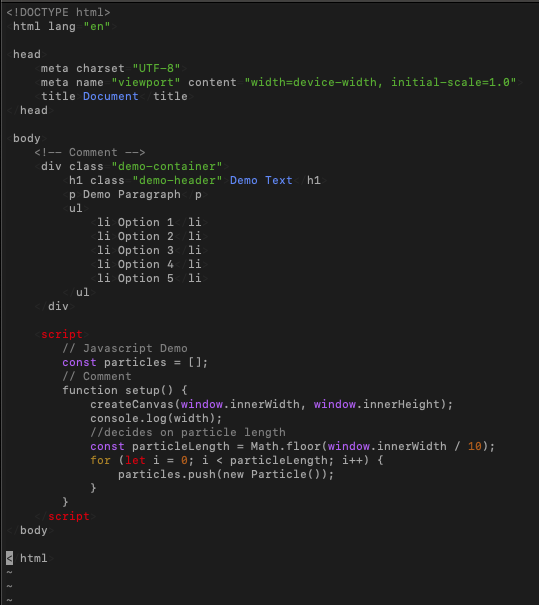 <!DOCTYPE html>
<html lang="en">

<head>
    <meta charset="UTF-8">
    <meta name="viewport" content="width=device-width, initial-scale=1.0">
    <title>Document</title>
</head>

<body>
    <!-- Comment -->
    <div class="demo-container">
        <h1 class="demo-header">Demo Text</h1>
        <p>Demo Paragraph</p>
        <ul>
            <li>Option 1</li>
            <li>Option 2</li>
            <li>Option 3</li>
            <li>Option 4</li>
            <li>Option 5</li>
        </ul>
    </div>

    <script>
        // Javascript Demo
        const particles = [];
        // Comment
        function setup() {
            createCanvas(window.innerWidth, window.innerHeight);
            console.log(width);
            //decides on particle length
            const particleLength = Math.floor(window.innerWidth / 10);
            for (let i = 0; i < particleLength; i++) {
                particles.push(new Particle());
            }
        }
    </script>
</body>

</html>
~
~
~